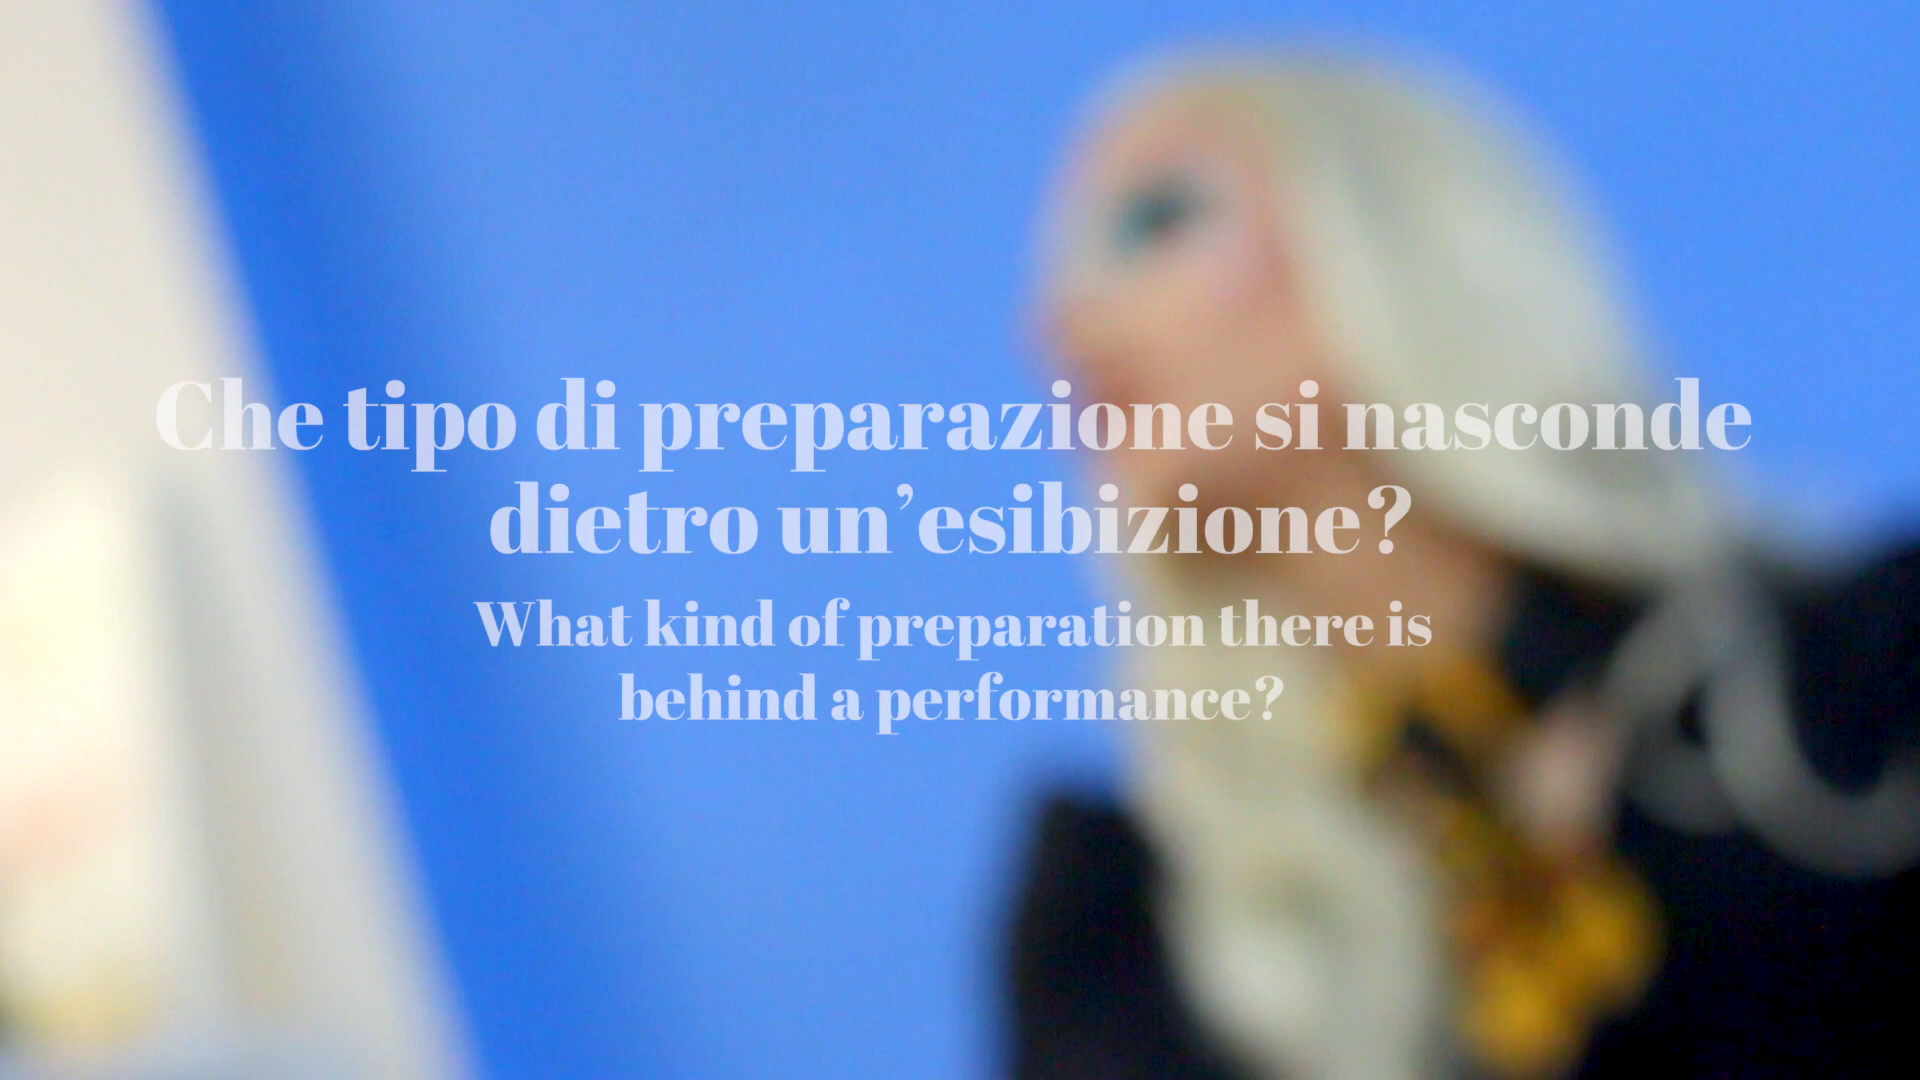 Che tipo di preparazione si nasconde
dietro un’esibizione?
What kind of preparation there is
behind a performance?